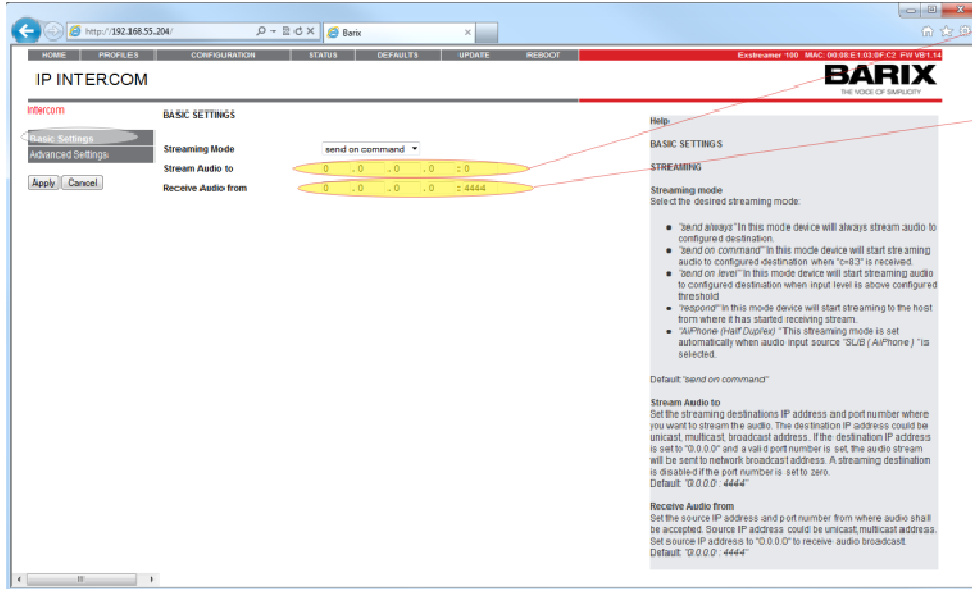 http://192.168.55.204/
Barix
HOME PROFILES CONFIGURATION STATUS DEFAULTS UPDATE REBOOT
Exstreamer 100 MAC: 00:08:E1:03:0F:C2 FW VB1.14
IP INTERCOM
BARIX
THE VOICE OF SIMPLICITY
Intercom
Basic Settings
Advanced Settings
Apply Cancel
BASIC SETTINGS
Streaming Mode send on command
Stream Audio to 0 . 0 . 0 . 0 : 0
Receive Audio from 0 . 0 . 0 . 0 : 4444
Help:
BASIC SETTINGS
STREAMING
Streaming mode
Select the desired streaming mode:
"send always" In this mode device will always stream audio to
configured destination.
"send on command" In this mode device will start streaming
audio to configured destination when "c=83" is received.
"send on level" In this mode device will start streaming audio
to configured destination when input level is above configured
threshold
"respond" In this mode device will start streaming to the host
from where it has started receiving stream.
"AiPhone (Half Duplex) " This streaming mode is set
automatically when audio input source "SUB ( AiPhone ) " is
selected.
Default "send on command"
Stream Audio to
Set the streaming destinations IP address and port number where
you want to stream the audio. The destination IP address could be
unicast, multicast, broadcast address. If the destination IP address
is set to "0.0.0.0" and a valid port number is set, the audio stream
will be sent to network broadcast address. A streaming destination
is disabled if the port number is set to zero.
Default: "0.0.0.0 : 4444"
Receive Audio from
Set the source IP address and port number from where audio shall
be accepted. Source IP address could be unicast, multicast address.
Set source IP address to "0.0.0.0" to receive audio broadcast.
Default: "0.0.0.0 : 4444"